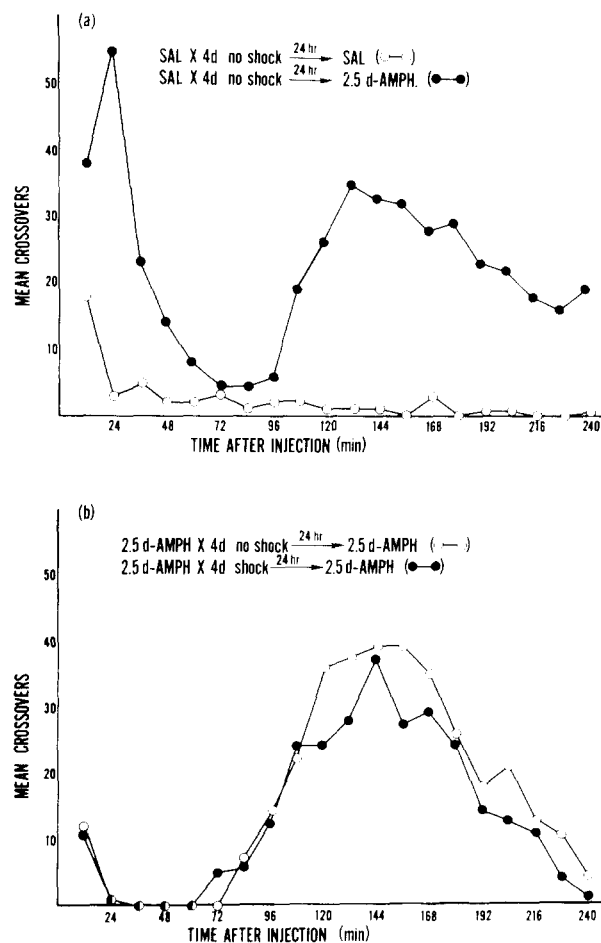 (a)
SAL X 4d no shock 24 hr → SAL (○—○)
SAL X 4d no shock 24 hr → 2.5 d-AMPH. (●—●)
50
40
30
20
10
MEAN CROSSOVERS
24 48 72 96 120 144 168 192 216 240
TIME AFTER INJECTION (min)
(b)
2.5 d-AMPH X 4d no shock 24 hr → 2.5 d-AMPH (○—○)
2.5 d-AMPH X 4d shock 24 hr → 2.5 d-AMPH (●—●)
50
40
30
20
10
MEAN CROSSOVERS
24 48 72 96 120 144 168 192 216 240
TIME AFTER INJECTION (min)